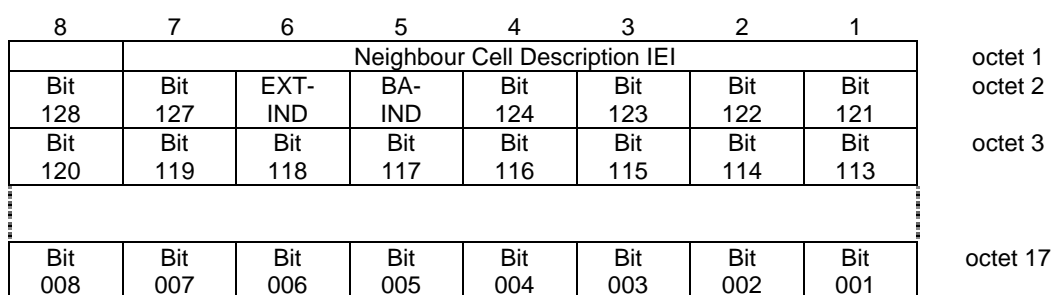 8 7 6 5 4 3 2 1
Neighbour Cell Description IEI octet 1
Bit Bit EXT- BA- Bit Bit Bit Bit octet 2
128 127 IND IND 124 123 122 121
Bit Bit Bit Bit Bit Bit Bit Bit octet 3
120 119 118 117 116 115 114 113
Bit Bit Bit Bit Bit Bit Bit Bit octet 17
008 007 006 005 004 003 002 001